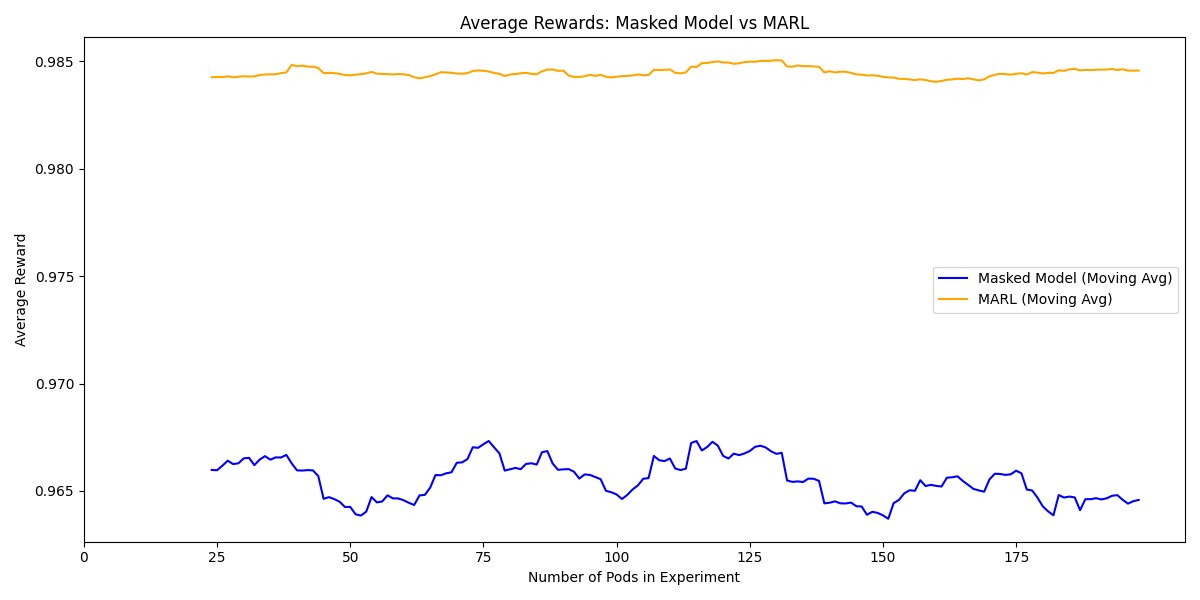 Average Rewards: Masked Model vs MARL
0.985
0.980
0.975
0.970
0.965
Average Reward
Masked Model (Moving Avg)
MARL (Moving Avg)
0 25 50 75 100 125 150 175
Number of Pods in Experiment